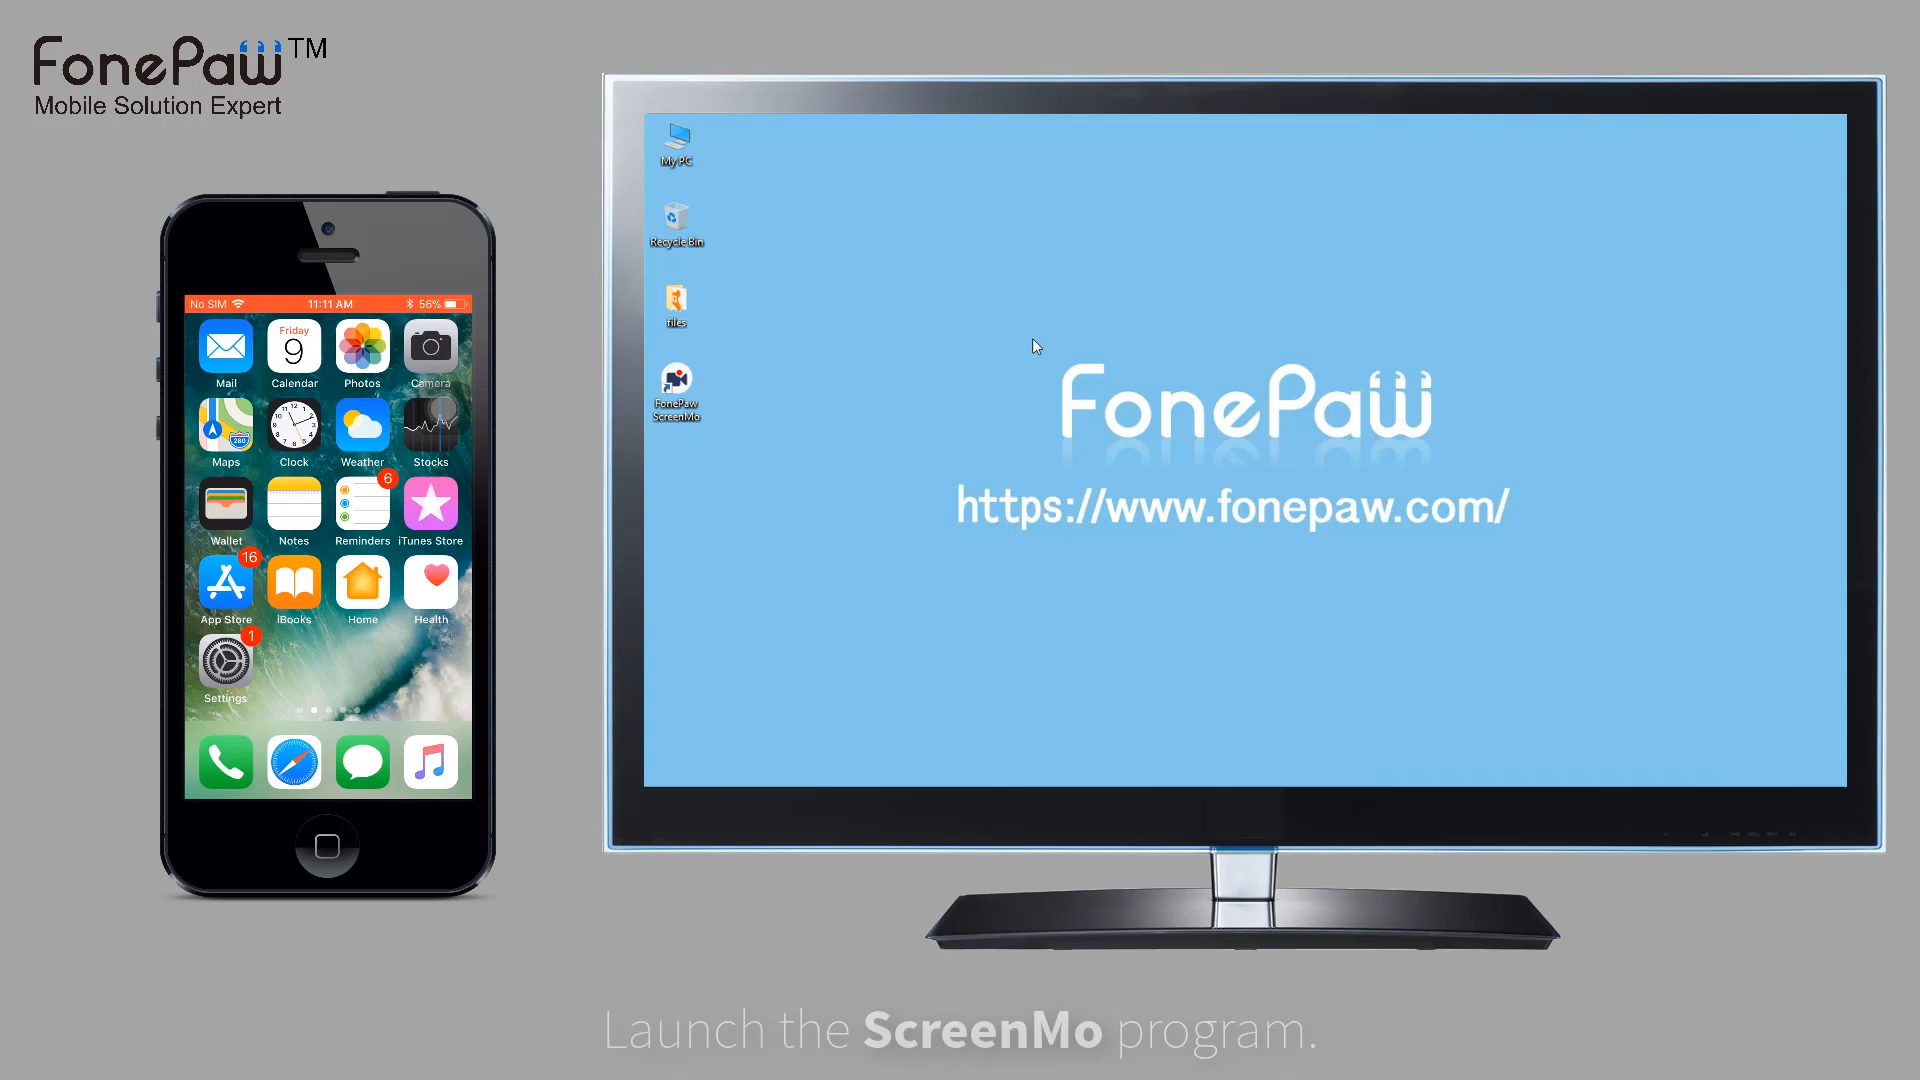 FonePaw™
Mobile Solution Expert
No SIM 11:11 AM 56%
Friday
9
Mail Calendar Photos Camera
280
Maps Clock Weather Stocks
6
Wallet Notes Reminders iTunes Store
16
App Store iBooks Home Health
1
Settings
My PC
Recycle Bin
files
FonePaw
ScreenMo
FonePaw
https://www.fonepaw.com/
Launch the ScreenMo program.